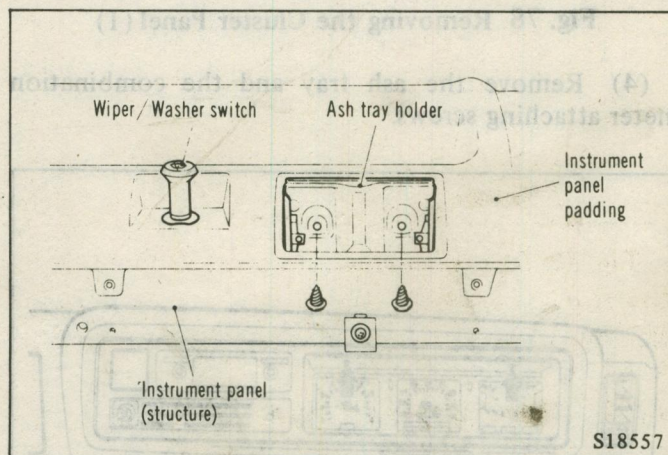 Fig. 78 Removing the Cluster Panel (1)
(4) Remove the ash tray and the combination
meter attaching screws.
Wiper/Washer switch
Ash tray holder
Instrument
panel
padding
Instrument panel
(structure)
S18557